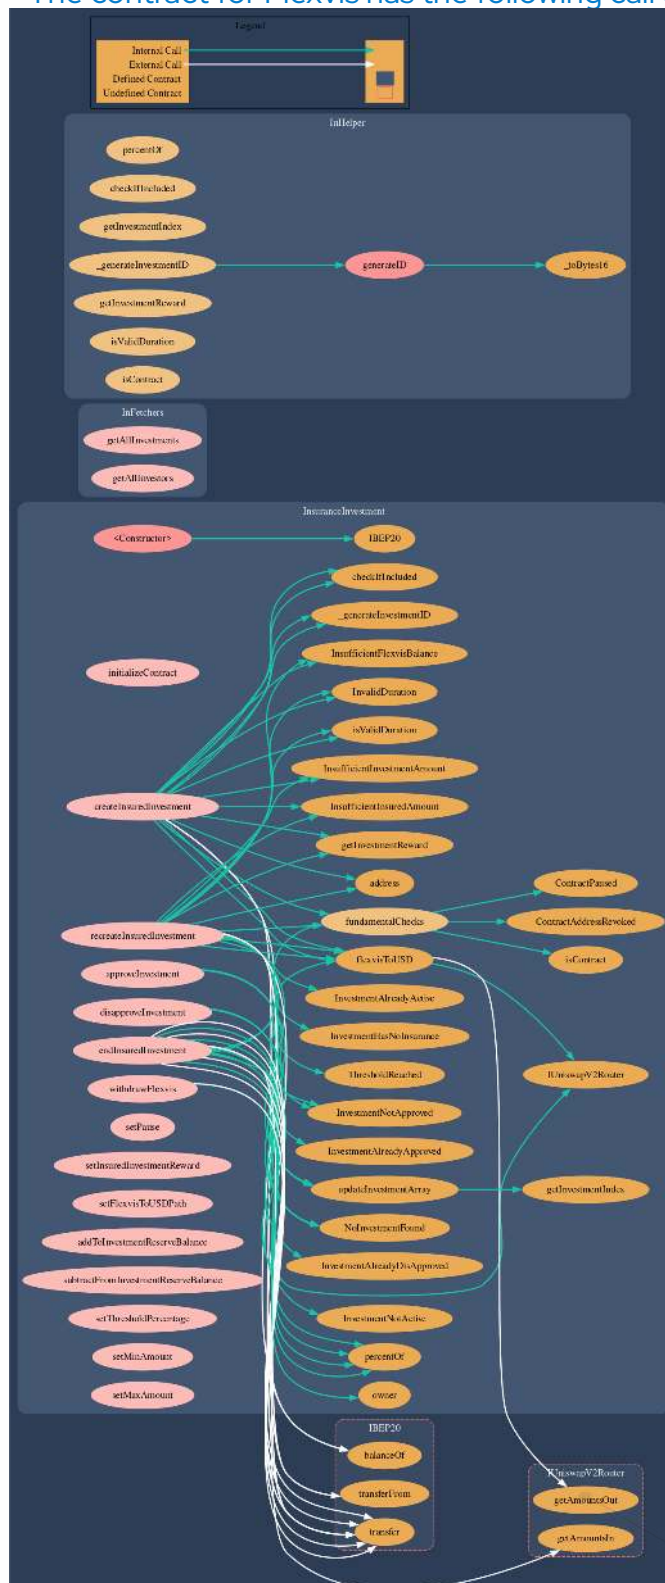 The contract for Flexvis has the following call
Legend
Internal Call
External Call
Defined Contract
Undefined Contract
InHelper
percentOf
checkIfIncluded
getInvestmentIndex
_generateInvestmentID
generateID
_toBytes16
getInvestmentReward
isValidDuration
isContract
InFetchers
getAllInvestments
getAllInvestors
InsuranceInvestment
<Constructor>
IBEP20
checkIfIncluded
_generateInvestmentID
InsufficientFlexvisBalance
initializeContract
InvalidDuration
isValidDuration
InsufficientInvestmentAmount
createInsuredInvestment
InsufficientInsuredAmount
getInvestmentReward
address
ContractPaused
fundamentalChecks
ContractAddressRevoked
recreateInsuredInvestment
flexvisToUSD
isContract
approveInvestment
InvestmentAlreadyActive
disapproveInvestment
InvestmentHasNoInsurance
endInsuredInvestment
ThresholdReached
IUniswapV2Router
withdrawFlexvis
InvestmentNotApproved
setPause
InvestmentAlreadyApproved
setInsuredInvestmentReward
updateInvestmentArray
getInvestmentIndex
setFlexvisToUSDPath
NoInvestmentFound
addToInvestmentReserveBalance
InvestmentAlreadyDisApproved
subtractFromInvestmentReserveBalance
setThresholdPercentage
InvestmentNotActive
setMinAmount
percentOf
setMaxAmount
owner
IBEP20
balanceOf
IUniswapV2Router
transferFrom
getAmountsOut
transfer
getAmountsIn